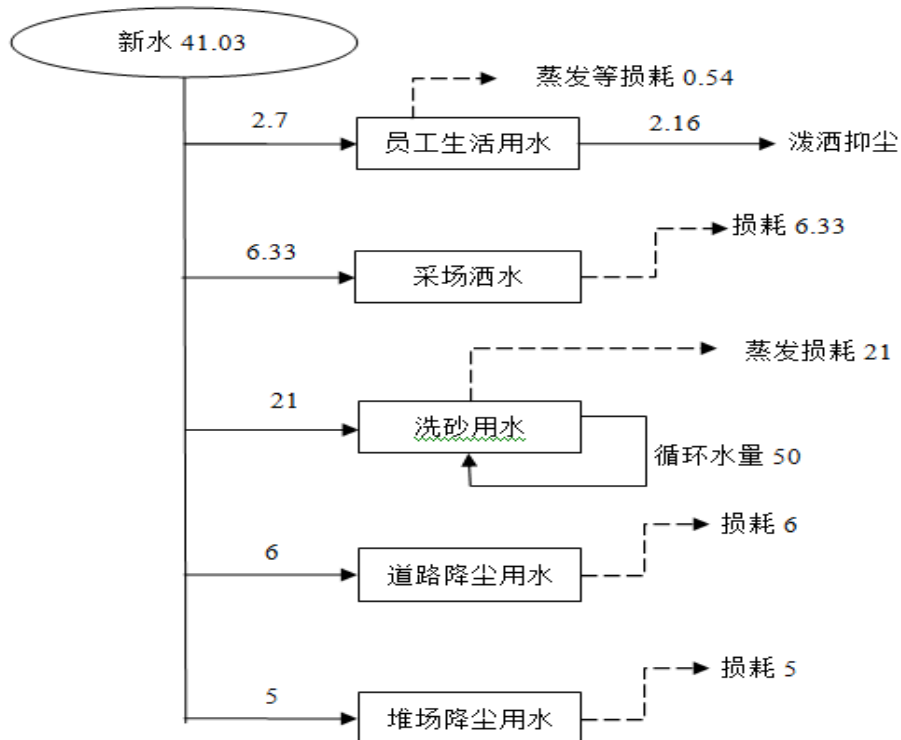 新水 41.03
蒸发等损耗 0.54
2.7
员工生活用水
2.16
泼洒抑尘
6.33
采场洒水
损耗 6.33
蒸发损耗 21
21
洗砂用水
循环水量 50
6
道路降尘用水
损耗 6
5
堆场降尘用水
损耗 5